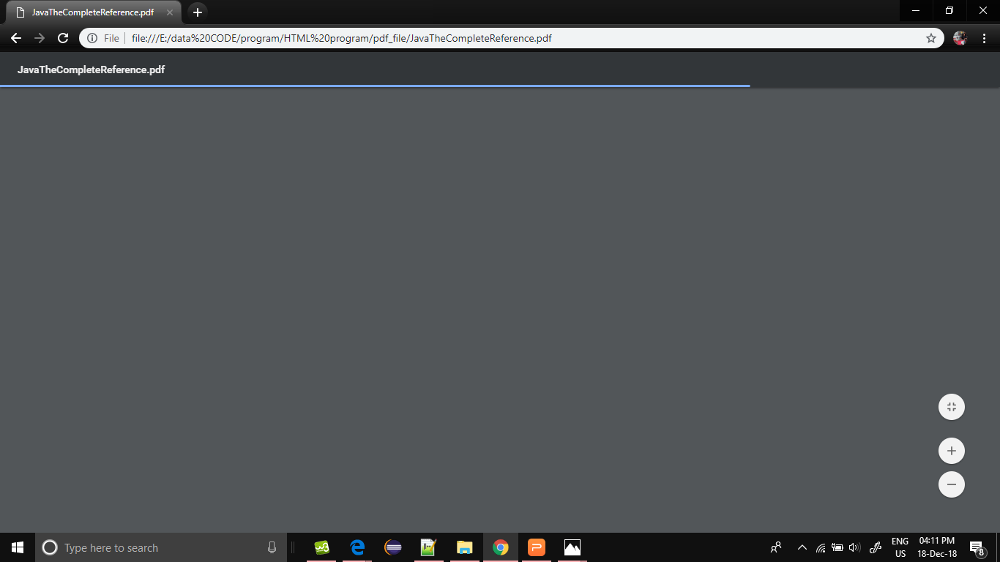 JavaTheCompleteReference.pdf
File file:///E:/data%20CODE/program/HTML%20program/pdf_file/JavaTheCompleteReference.pdf
JavaTheCompleteReference.pdf
Type here to search
ENG
US
04:11 PM
18-Dec-18
8